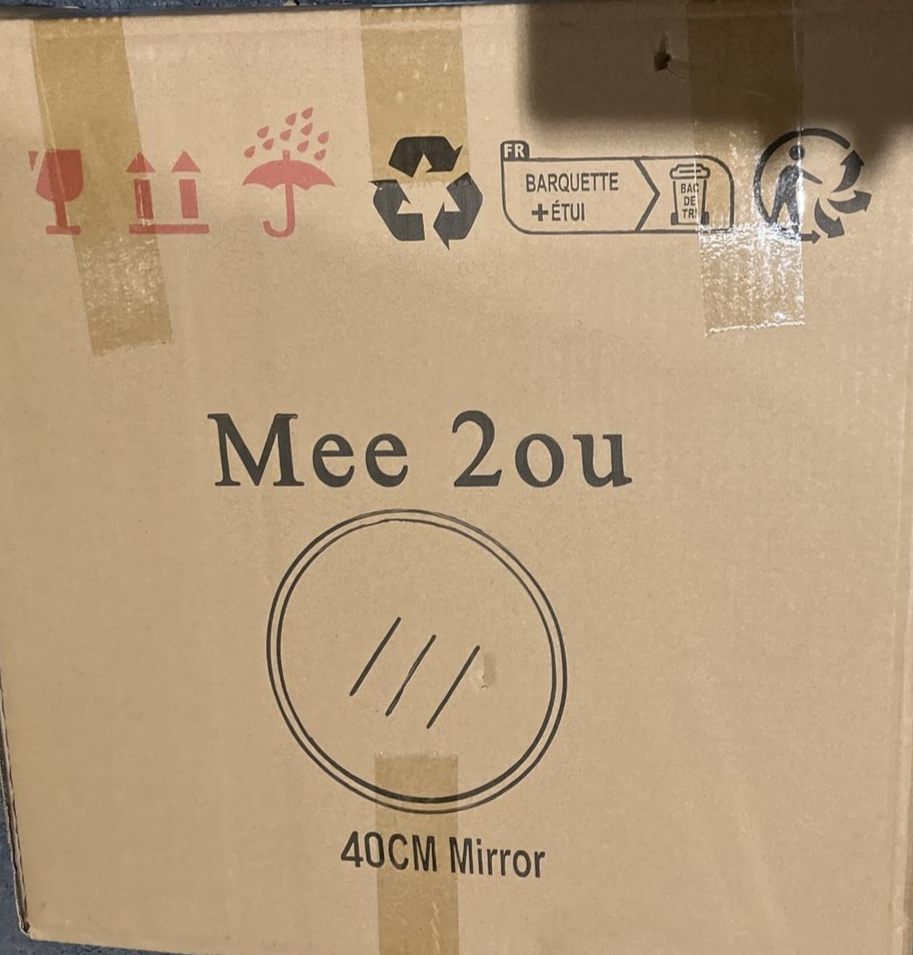 FR
BARQUETTE
+ÉTUI
BAC
DE
TRI
Mee 2ou
40CM Mirror